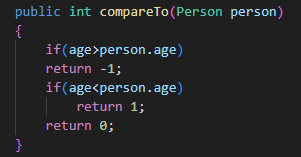 public int compareTo(Person person)
{
    if(age>person.age)
    return -1;
    if(age<person.age)
        return 1;
    return 0;
}